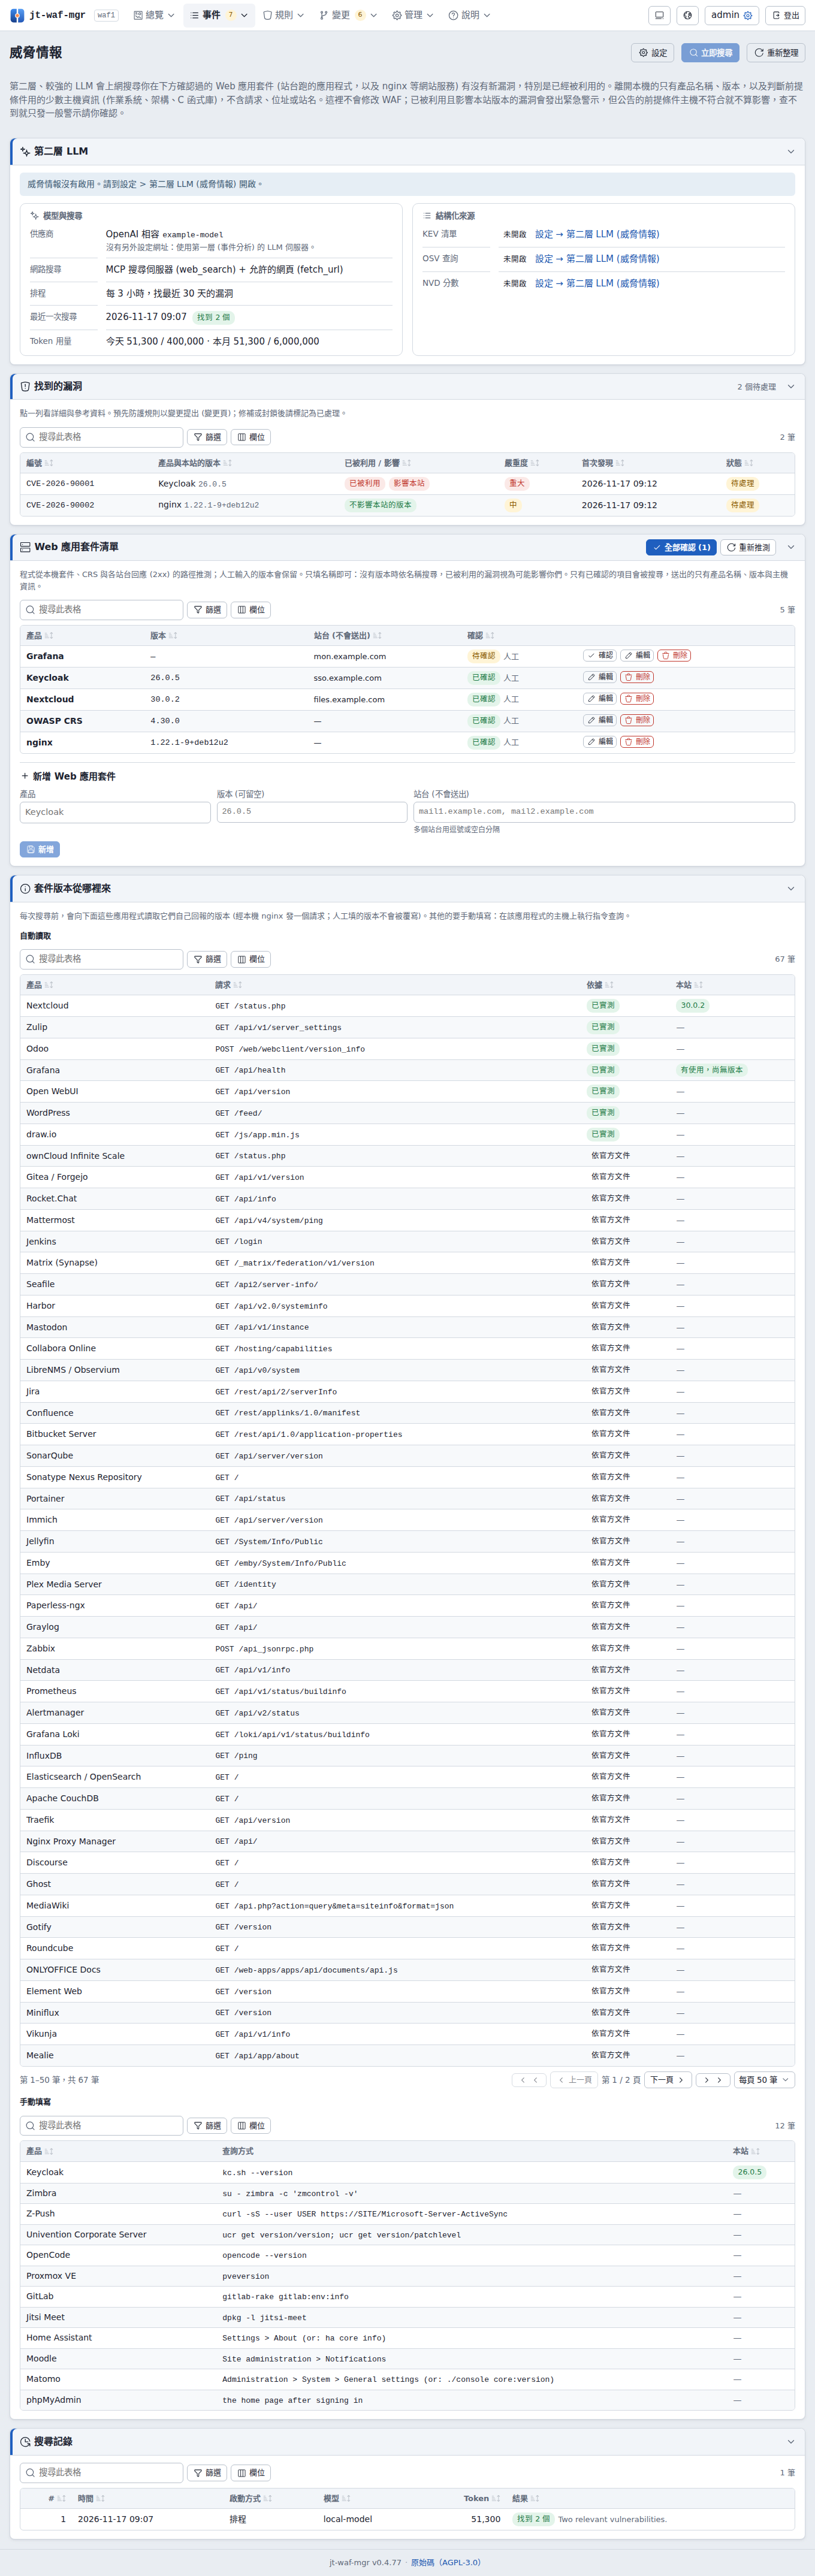 jt-waf-mgr wafi 總覽 事件 7 規則 變更 6 管理 說明 admin 登出
威脅情報 設定 立即搜尋 重新整理
第二層、較強的 LLM 會上網搜尋你在下方確認過的 Web 應用套件 (站台跑的應用程式，以及 nginx 等網站服務) 有沒有新漏洞，特別是已經被利用的。離開本機的只有產品名稱、版本，以及判斷前提
條件用的少數主機資訊 (作業系統、架構、C 函式庫)，不含請求、位址或站名。這裡不會修改 WAF；已被利用且影響本站版本的漏洞會發出緊急警示，但公告的前提條件主機不符合就不算影響，查不
到就只發一般警示請你確認。
第二層 LLM
威脅情報沒有啟用。請到設定 > 第二層 LLM (威脅情報) 開啟。
模型與搜尋
供應商 OpenAI 相容 example-model
沒有另外設定網址：使用第一層 (事件分析) 的 LLM 伺服器。
網路搜尋 MCP 搜尋伺服器 (web_search) + 允許的網頁 (fetch_url)
排程 每 3 小時，找最近 30 天的漏洞
最近一次搜尋 2026-11-17 09:07 找到 2 個
Token 用量 今天 51,300 / 400,000 · 本月 51,300 / 6,000,000
結構化來源
KEV 清單 未開啟 設定 → 第二層 LLM (威脅情報)
OSV 查詢 未開啟 設定 → 第二層 LLM (威脅情報)
NVD 分數 未開啟 設定 → 第二層 LLM (威脅情報)
找到的漏洞 2 個待處理
點一列看詳細與參考資料。預先防護規則以變更提出 (變更頁)；修補或封鎖後請標記為已處理。
搜尋此表格 篩選 欄位 2 筆
編號 產品與本站的版本 已被利用 / 影響 嚴重度 首次發現 狀態
CVE-2026-90001 Keycloak 26.0.5 已被利用 影響本站 重大 2026-11-17 09:12 待處理
CVE-2026-90002 nginx 1.22.1-9+deb12u2 不影響本站的版本 中 2026-11-17 09:12 待處理
Web 應用套件清單 全部確認 (1) 重新推測
程式從本機套件、CRS 與各站台回應 (2xx) 的路徑推測；人工輸入的版本會保留。只填名稱即可：沒有版本時依名稱搜尋，已被利用的漏洞視為可能影響你們。只有已確認的項目會被搜尋，送出的只有產品名稱、版本與主機
資訊。
搜尋此表格 篩選 欄位 5 筆
產品 版本 站台 (不會送出) 確認
Grafana — mon.example.com 待確認 人工 確認 編輯 刪除
Keycloak 26.0.5 sso.example.com 已確認 人工 編輯 刪除
Nextcloud 30.0.2 files.example.com 已確認 人工 編輯 刪除
OWASP CRS 4.30.0 — 已確認 人工 編輯 刪除
nginx 1.22.1-9+deb12u2 — 已確認 人工 編輯 刪除
新增 Web 應用套件
產品 版本 (可留空) 站台 (不會送出)
Keycloak 26.0.5 mail1.example.com, mail2.example.com
多個站台用逗號或空白分隔
新增
套件版本從哪裡來
每次搜尋前，會向下面這些應用程式讀取它們自己回報的版本 (經本機 nginx 發一個請求；人工填的版本不會被覆寫)。其他的要手動填寫：在該應用程式的主機上執行指令查詢。
自動讀取
搜尋此表格 篩選 欄位 67 筆
產品 請求 依據 本站
Nextcloud GET /status.php 已實測 30.0.2
Zulip GET /api/v1/server_settings 已實測 —
Odoo POST /web/webclient/version_info 已實測 —
Grafana GET /api/health 已實測 有使用，尚無版本
Open WebUI GET /api/version 已實測 —
WordPress GET /feed/ 已實測 —
draw.io GET /js/app.min.js 已實測 —
ownCloud Infinite Scale GET /status.php 依官方文件 —
Gitea / Forgejo GET /api/v1/version 依官方文件 —
Rocket.Chat GET /api/info 依官方文件 —
Mattermost GET /api/v4/system/ping 依官方文件 —
Jenkins GET /login 依官方文件 —
Matrix (Synapse) GET /_matrix/federation/v1/version 依官方文件 —
Seafile GET /api2/server-info/ 依官方文件 —
Harbor GET /api/v2.0/systeminfo 依官方文件 —
Mastodon GET /api/v1/instance 依官方文件 —
Collabora Online GET /hosting/capabilities 依官方文件 —
LibreNMS / Observium GET /api/v0/system 依官方文件 —
Jira GET /rest/api/2/serverInfo 依官方文件 —
Confluence GET /rest/applinks/1.0/manifest 依官方文件 —
Bitbucket Server GET /rest/api/1.0/application-properties 依官方文件 —
SonarQube GET /api/server/version 依官方文件 —
Sonatype Nexus Repository GET / 依官方文件 —
Portainer GET /api/status 依官方文件 —
Immich GET /api/server/version 依官方文件 —
Jellyfin GET /System/Info/Public 依官方文件 —
Emby GET /emby/System/Info/Public 依官方文件 —
Plex Media Server GET /identity 依官方文件 —
Paperless-ngx GET /api/ 依官方文件 —
Graylog GET /api/ 依官方文件 —
Zabbix POST /api_jsonrpc.php 依官方文件 —
Netdata GET /api/v1/info 依官方文件 —
Prometheus GET /api/v1/status/buildinfo 依官方文件 —
Alertmanager GET /api/v2/status 依官方文件 —
Grafana Loki GET /loki/api/v1/status/buildinfo 依官方文件 —
InfluxDB GET /ping 依官方文件 —
Elasticsearch / OpenSearch GET / 依官方文件 —
Apache CouchDB GET / 依官方文件 —
Traefik GET /api/version 依官方文件 —
Nginx Proxy Manager GET /api/ 依官方文件 —
Discourse GET / 依官方文件 —
Ghost GET / 依官方文件 —
MediaWiki GET /api.php?action=query&meta=siteinfo&format=json 依官方文件 —
Gotify GET /version 依官方文件 —
Roundcube GET / 依官方文件 —
ONLYOFFICE Docs GET /web-apps/apps/api/documents/api.js 依官方文件 —
Element Web GET /version 依官方文件 —
Miniflux GET /version 依官方文件 —
Vikunja GET /api/v1/info 依官方文件 —
Mealie GET /api/app/about 依官方文件 —
第 1–50 筆，共 67 筆 上一頁 第 1 / 2 頁 下一頁 每頁 50 筆
手動填寫
搜尋此表格 篩選 欄位 12 筆
產品 查詢方式 本站
Keycloak kc.sh --version 26.0.5
Zimbra su - zimbra -c 'zmcontrol -v' —
Z-Push curl -sS --user USER https://SITE/Microsoft-Server-ActiveSync —
Univention Corporate Server ucr get version/version; ucr get version/patchlevel —
OpenCode opencode --version —
Proxmox VE pveversion —
GitLab gitlab-rake gitlab:env:info —
Jitsi Meet dpkg -l jitsi-meet —
Home Assistant Settings > About (or: ha core info) —
Moodle Site administration > Notifications —
Matomo Administration > System > General settings (or: ./console core:version) —
phpMyAdmin the home page after signing in —
搜尋記錄
搜尋此表格 篩選 欄位 1 筆
# 時間 啟動方式 模型 Token 結果
1 2026-11-17 09:07 排程 local-model 51,300 找到 2 個 Two relevant vulnerabilities.
jt-waf-mgr v0.4.77 · 原始碼 (AGPL-3.0)